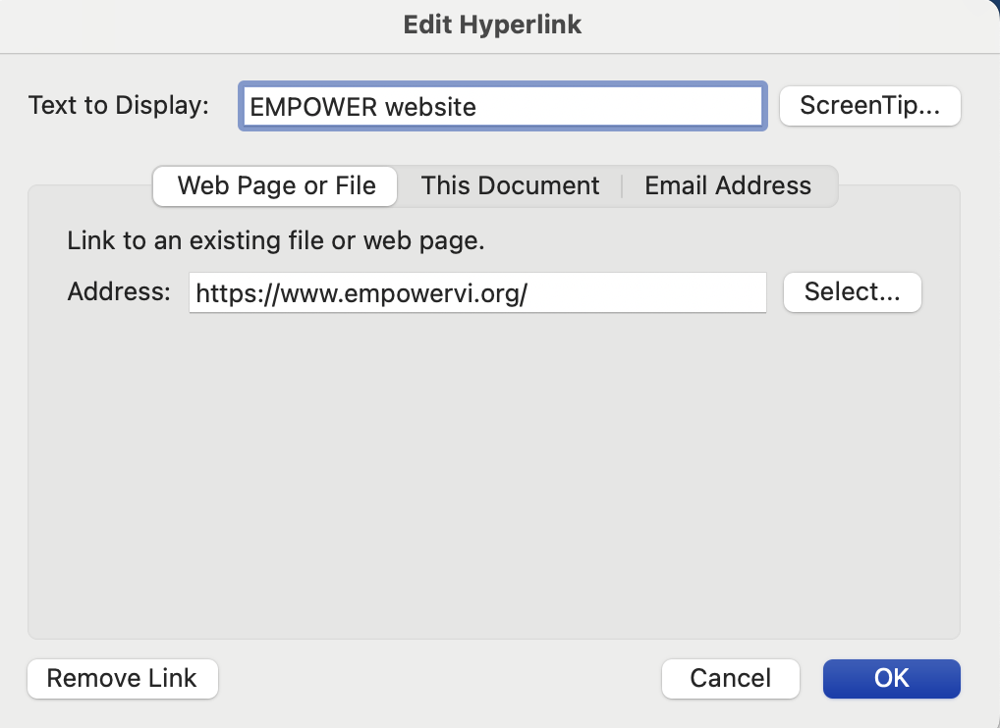 Edit Hyperlink
Text to Display: EMPOWER website ScreenTip...
Web Page or File This Document Email Address
Link to an existing file or web page.
Address: https://www.empowervi.org/ Select...
Remove Link Cancel OK